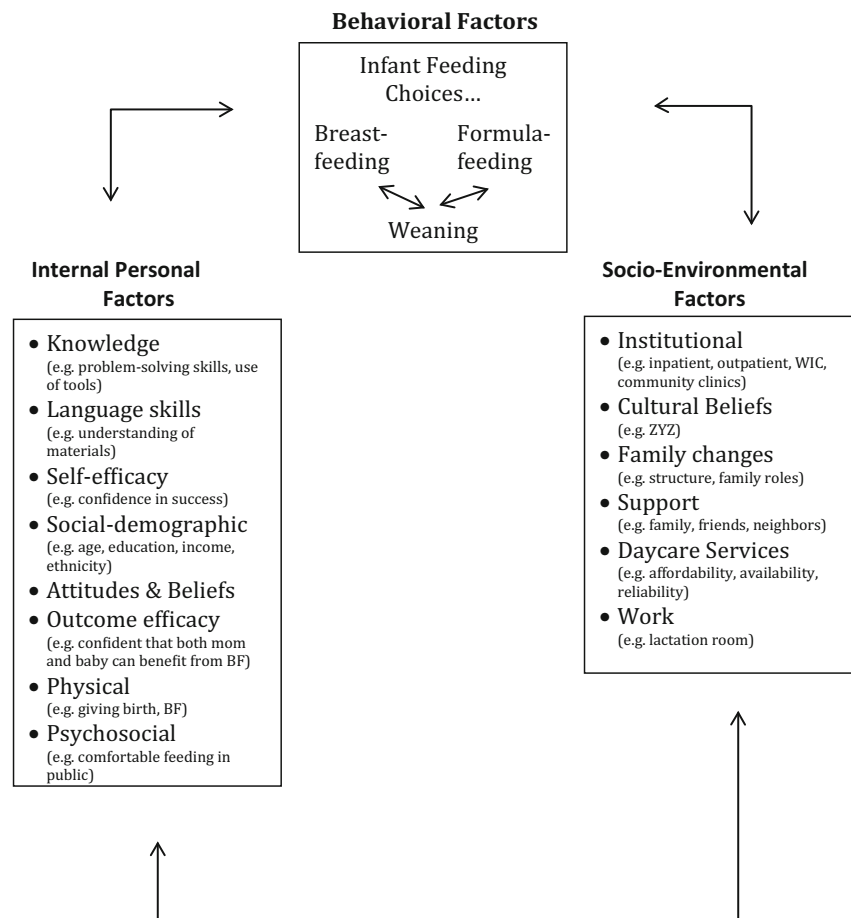 Behavioral Factors
Infant Feeding
Choices…
Breast-
feeding
Formula-
feeding
Weaning
Internal Personal
Factors
• Knowledge
(e.g. problem-solving skills, use
of tools)
• Language skills
(e.g. understanding of
materials)
• Self-efficacy
(e.g. confidence in success)
• Social-demographic
(e.g. age, education, income,
ethnicity)
• Attitudes & Beliefs
• Outcome efficacy
(e.g. confident that both mom
and baby can benefit from BF)
• Physical
(e.g. giving birth, BF)
• Psychosocial
(e.g. comfortable feeding in
public)
Socio-Environmental
Factors
• Institutional
(e.g. inpatient, outpatient, WIC,
community clinics)
• Cultural Beliefs
(e.g. ZYZ)
• Family changes
(e.g. structure, family roles)
• Support
(e.g. family, friends, neighbors)
• Daycare Services
(e.g. affordability, availability,
reliability)
• Work
(e.g. lactation room)